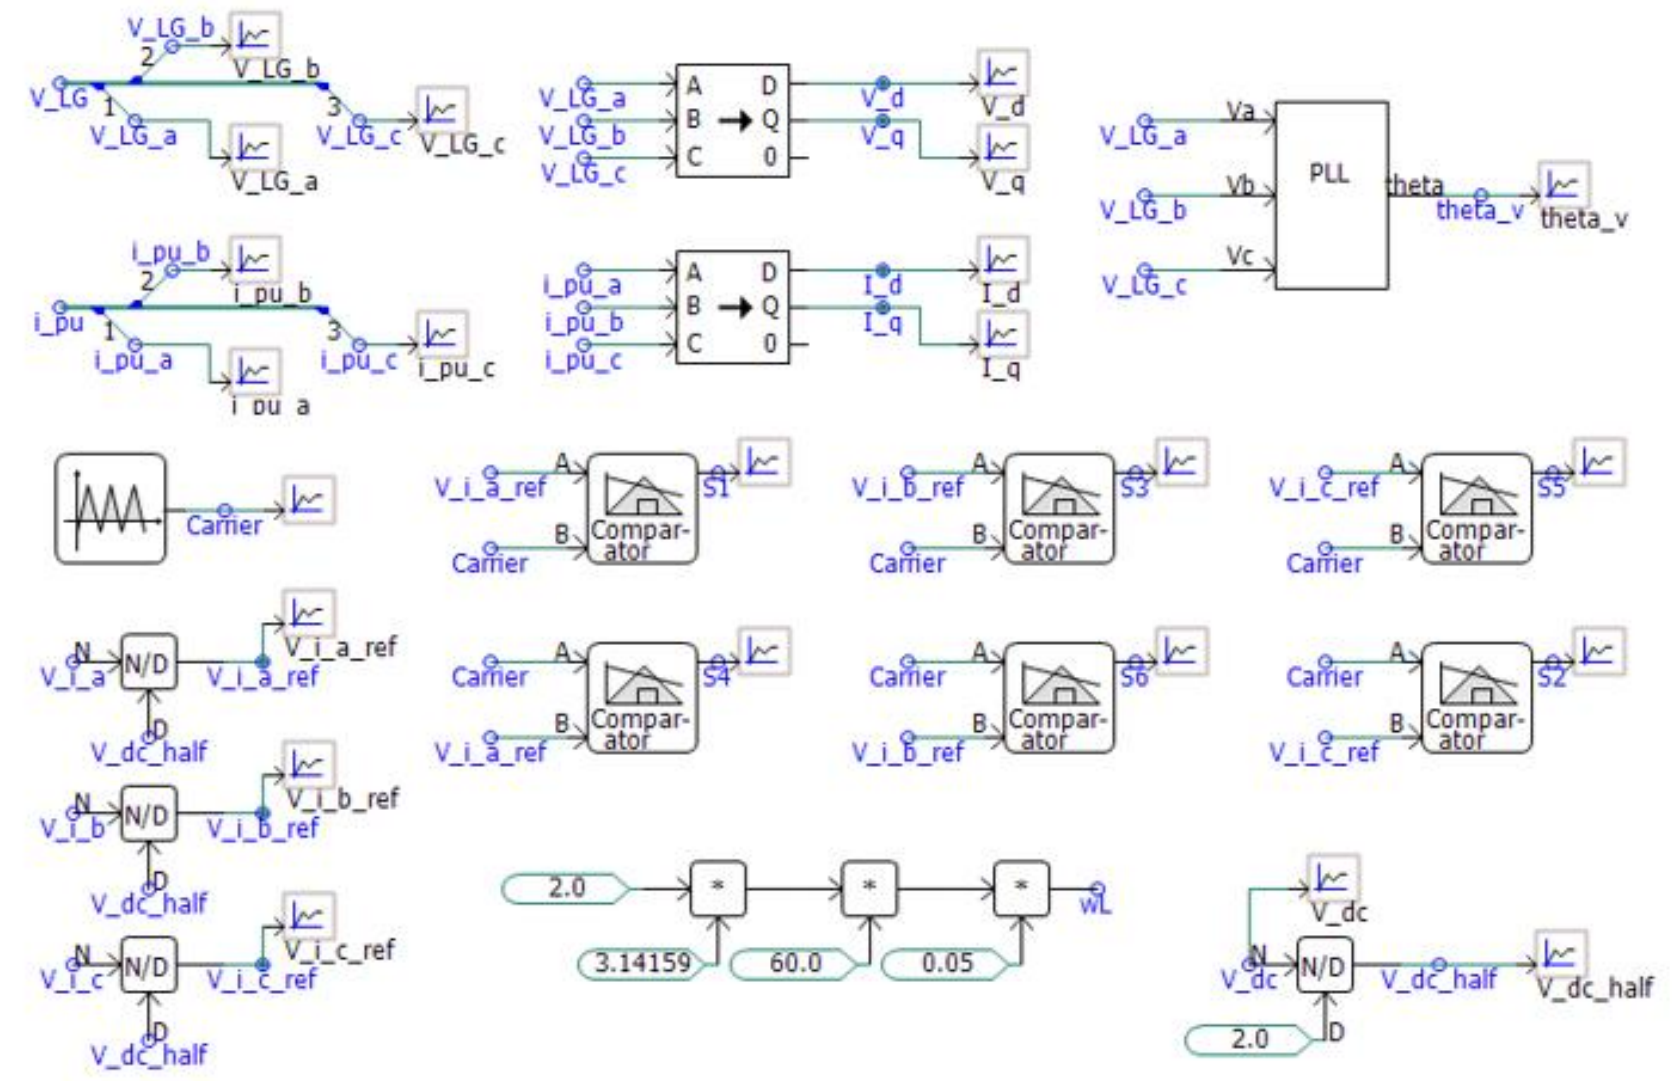 V_LG_b
2
V_LG_b
V_LG
1
V_LG_a
3
V_LG_c
V_LG_c
V_LG_a
V_LG_a
V_LG_b
V_LG_c
A
B
C
D
Q
0
V_d
V_q
V_d
V_q
V_LG_a
V_LG_b
V_LG_c
Va
Vb
Vc
PLL
theta
theta_v
theta_v
i_pu_b
2
i_pu_b
i_pu
1
i_pu_a
3
i_pu_c
i_pu_c
i_pu_a
i_pu_a
i_pu_b
i_pu_c
A
B
C
D
Q
0
I_d
I_q
I_d
I_q
Carrier
V_i_a_ref
A
Carrier
B
Compar-
ator
S1
V_i_b_ref
A
Carrier
B
Compar-
ator
S3
V_i_c_ref
A
Carrier
B
Compar-
ator
S5
Carrier
A
V_i_a_ref
B
Compar-
ator
S4
Carrier
A
V_i_b_ref
B
Compar-
ator
S6
Carrier
A
V_i_c_ref
B
Compar-
ator
S2
N
V_i_a
N/D
D
V_dc_half
V_i_a_ref
V_i_a_ref
N
V_i_b
N/D
D
V_dc_half
V_i_b_ref
V_i_b_ref
N
V_i_c
N/D
D
V_dc_half
V_i_c_ref
V_i_c_ref
2.0
*
*
*
wL
3.14159
60.0
0.05
V_dc
N
V_dc
N/D
V_dc_half
V_dc_half
2.0
D